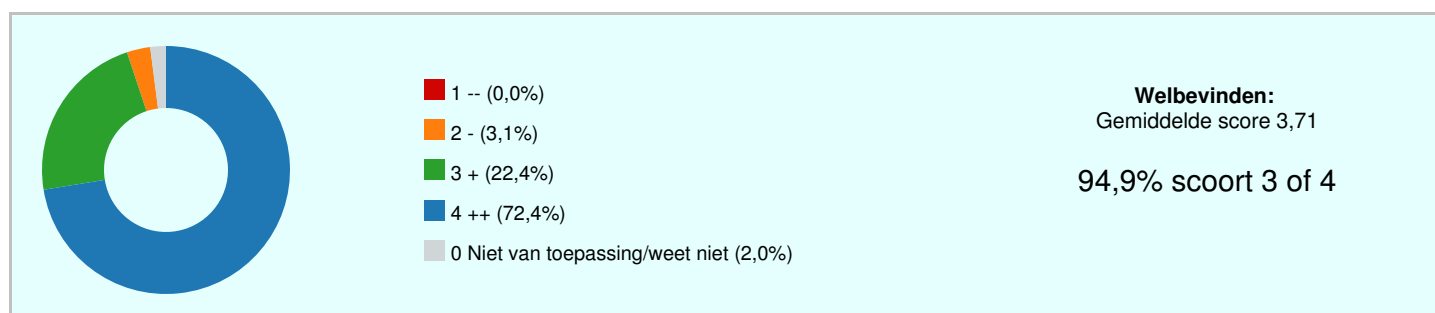 1 -- (0,0%)
2 - (3,1%)
3 + (22,4%)
4 ++ (72,4%)
0 Niet van toepassing/weet niet (2,0%)
Welbevinden:
Gemiddelde score 3,71
94,9% scoort 3 of 4